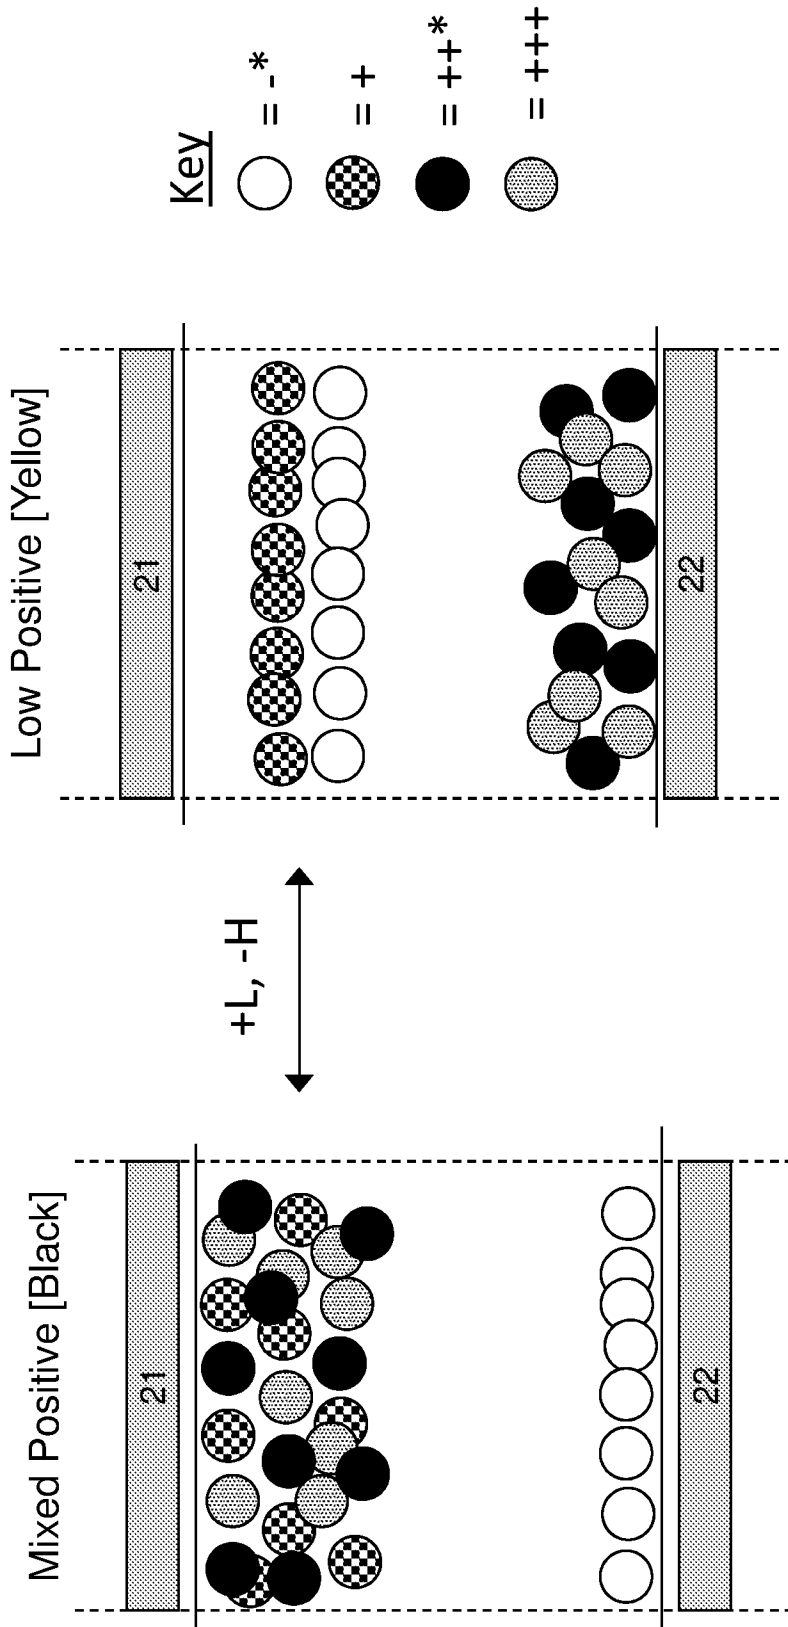 Mixed Positive [Black]
21
22
+L, -H
Low Positive [Yellow]
21
22
Key
= -*
= +
= ++*
= +++